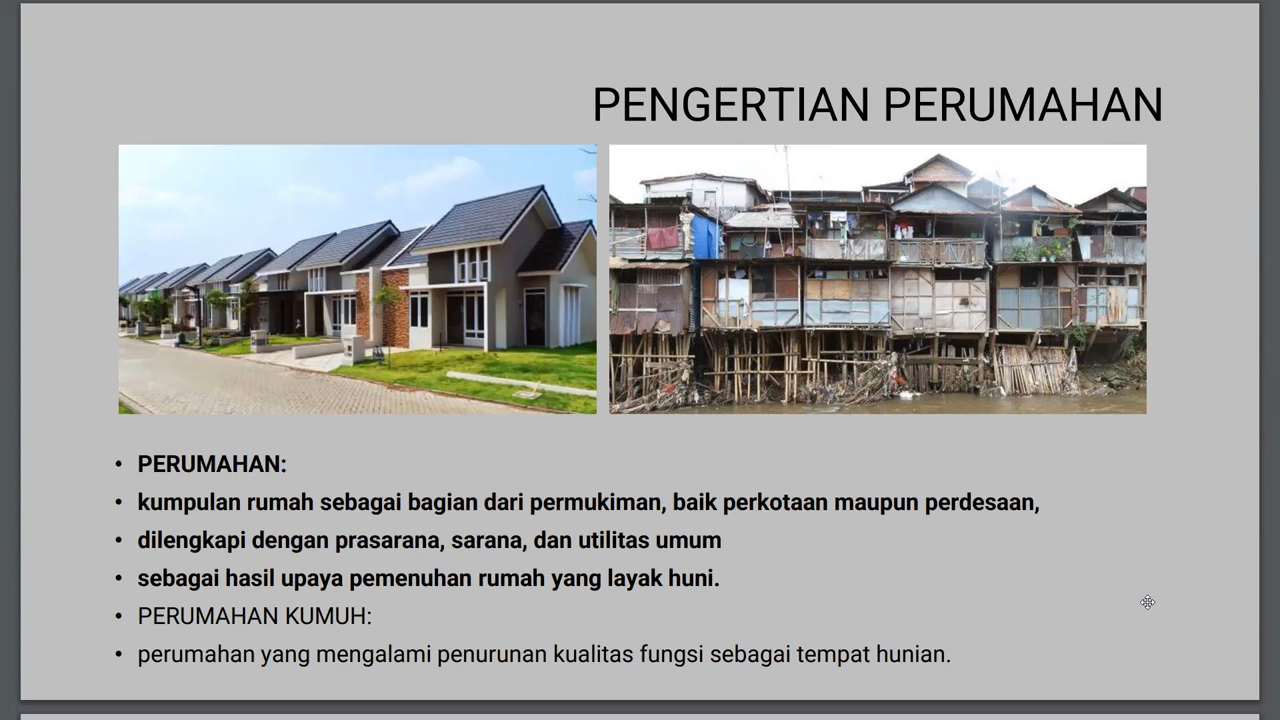 PENGERTIAN PERUMAHAN
• PERUMAHAN:
• kumpulan rumah sebagai bagian dari permukiman, baik perkotaan maupun perdesaan,
• dilengkapi dengan prasarana, sarana, dan utilitas umum
• sebagai hasil upaya pemenuhan rumah yang layak huni.
• PERUMAHAN KUMUH:
• perumahan yang mengalami penurunan kualitas fungsi sebagai tempat hunian.